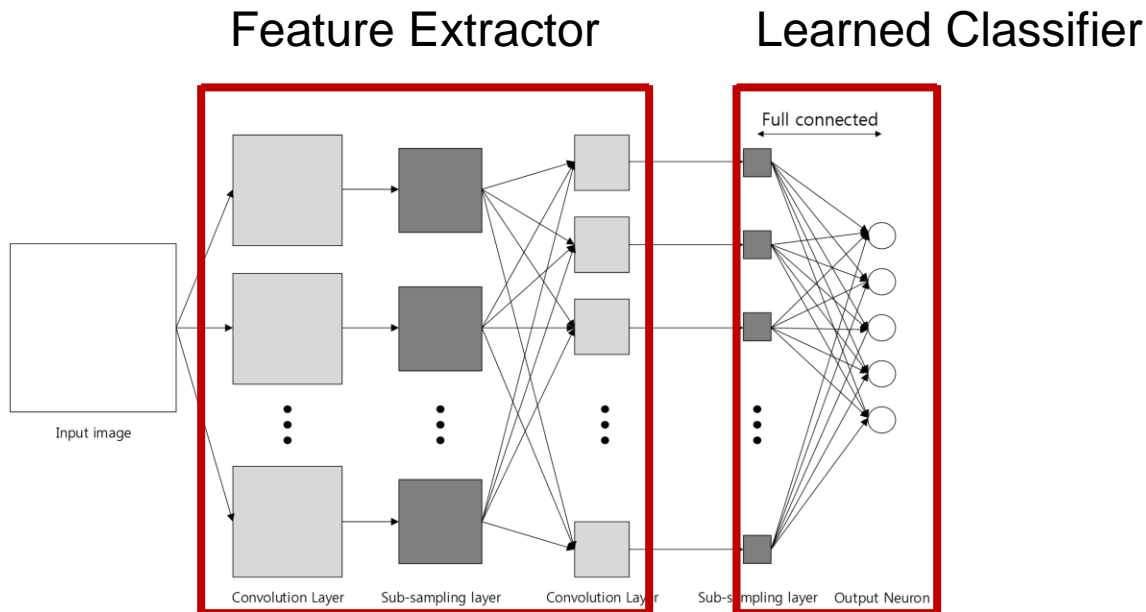 Feature Extractor
Learned Classifier
Full connected
Input image
Convolution Layer
Sub-sampling layer
Convolution Layer
Sub-sampling layer
Output Neuron